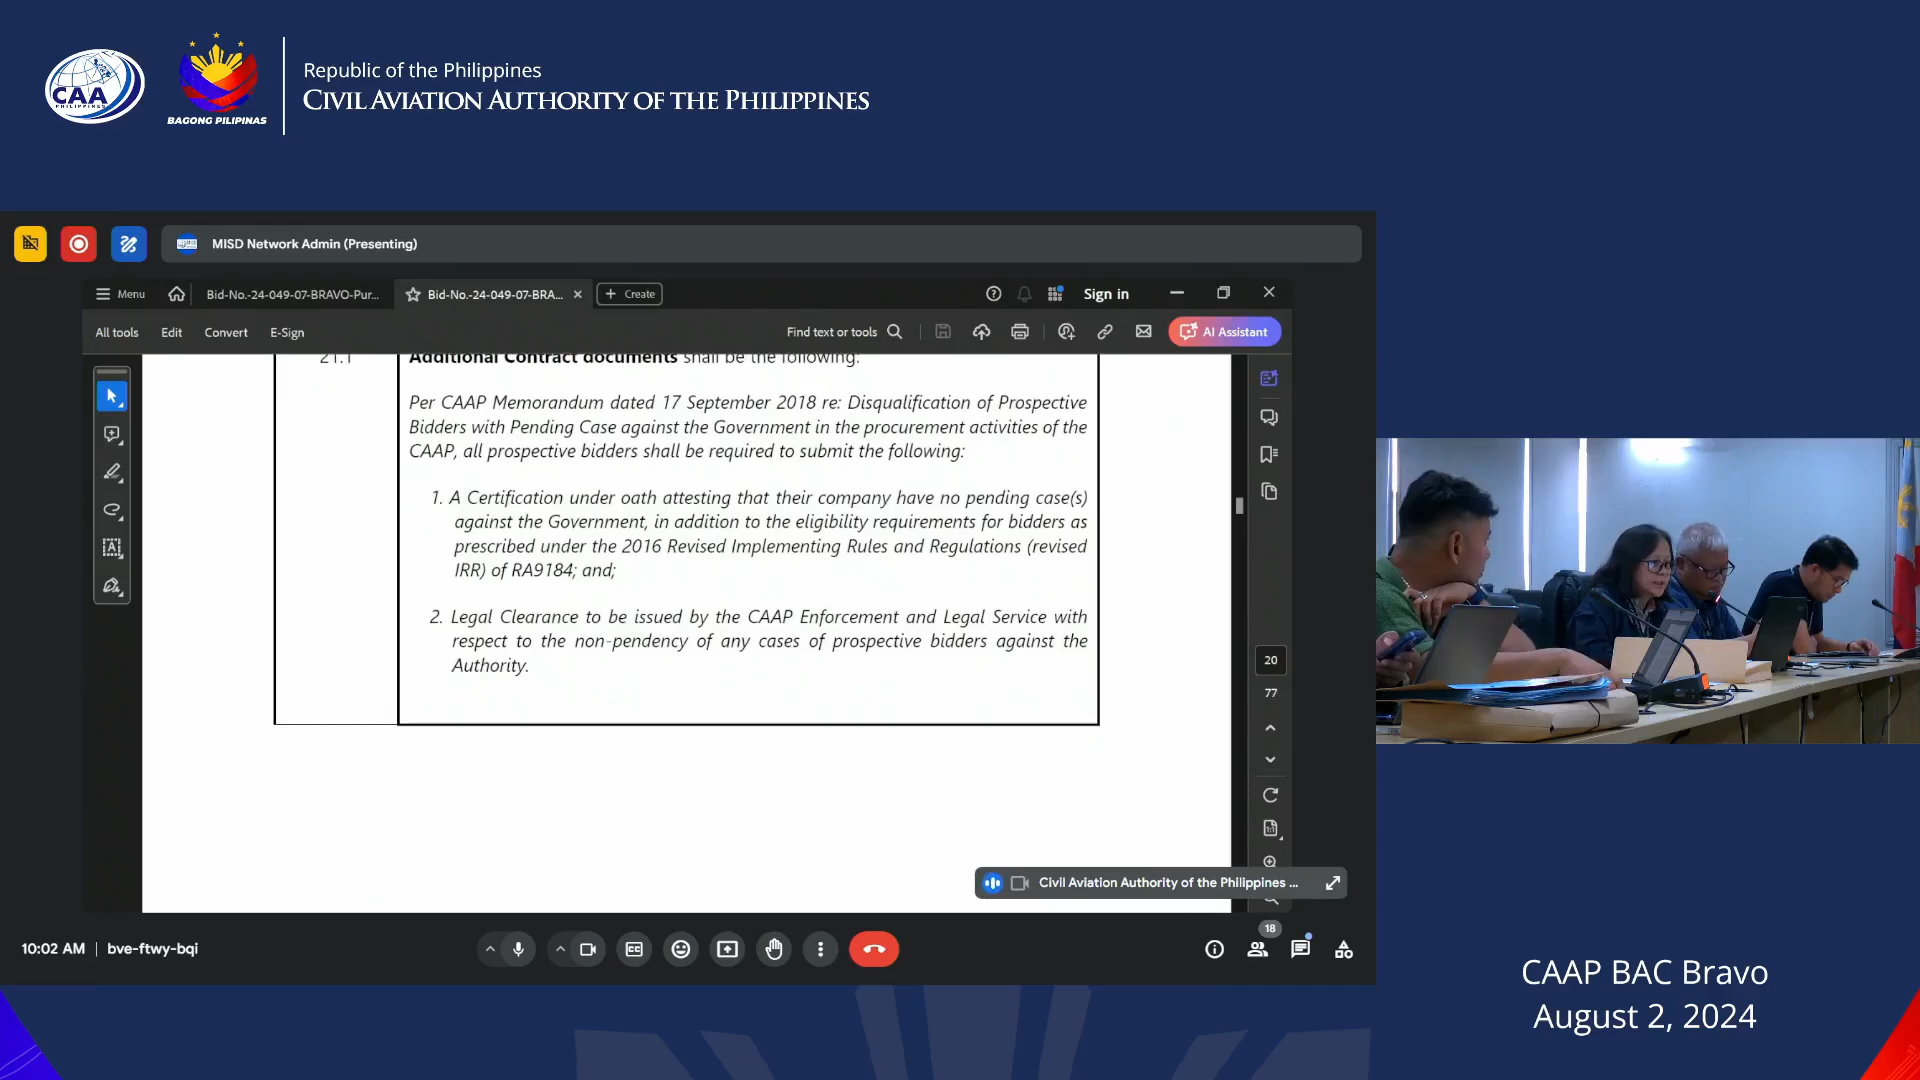 CAA
PHILIPPINES
BAGONG PILIPINAS
Republic of the Philippines
CIVIL AVIATION AUTHORITY OF THE PHILIPPINES
MISD Network Admin (Presenting)
Menu
Bid-No.-24-049-07-BRAVO-Pur...
Bid-No.-24-049-07-BRA...
+ Create
Sign in
All tools
Edit
Convert
E-Sign
Find text or tools
AI Assistant
21.1
Additional Contract documents shall be the following:
Per CAAP Memorandum dated 17 September 2018 re: Disqualification of Prospective
Bidders with Pending Case against the Government in the procurement activities of the
CAAP, all prospective bidders shall be required to submit the following:
1. A Certification under oath attesting that their company have no pending case(s)
against the Government, in addition to the eligibility requirements for bidders as
prescribed under the 2016 Revised Implementing Rules and Regulations (revised
IRR) of RA9184; and;
2. Legal Clearance to be issued by the CAAP Enforcement and Legal Service with
respect to the non-pendency of any cases of prospective bidders against the
Authority.
20
77
Civil Aviation Authority of the Philippines ...
10:02 AM | bve-ftwy-bqi
18
CAAP BAC Bravo
August 2, 2024